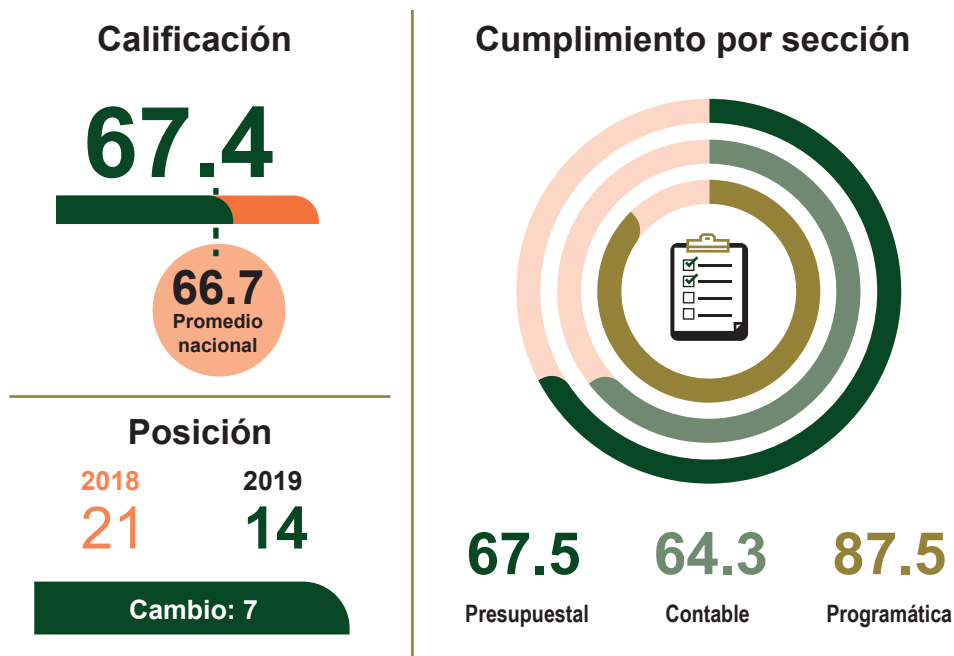 Calificación
67.4
66.7
Promedio
nacional
Posición
2018 2019
21 14
Cambio: 7
Cumplimiento por sección
67.5 64.3 87.5
Presupuestal Contable Programática